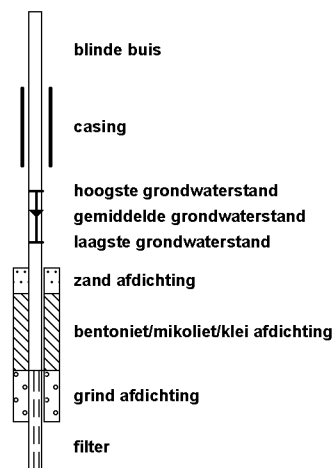 blinde buis
casing
hoogste grondwaterstand
gemiddelde grondwaterstand
laagste grondwaterstand
zand afdichting
bentoniet/mikoliet/klei afdichting
grind afdichting
filter